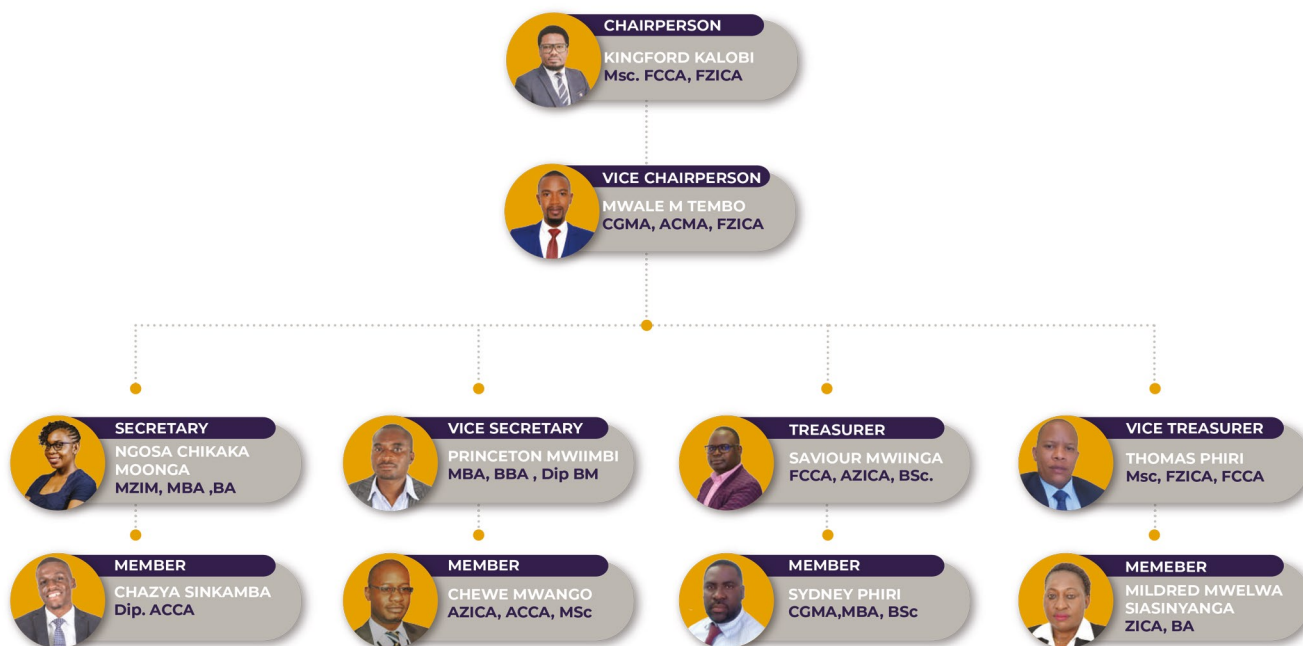 CHAIRPERSON
KINGFORD KALOBI
Msc. FCCA, FZICA
VICE CHAIRPERSON
MWALE M TEMBO
CGMA, ACMA, FZICA
SECRETARY
NGOSA CHIKAKA
MOONGA
MZIM, MBA ,BA
VICE SECRETARY
PRINCETON MWIIMBI
MBA, BBA , Dip BM
TREASURER
SAVIOUR MWIINGA
FCCA, AZICA, BSc.
VICE TREASURER
THOMAS PHIRI
Msc, FZICA, FCCA
MEMBER
CHAZYA SINKAMBA
Dip. ACCA
MEMBER
CHEWE MWANGO
AZICA, ACCA, MSc
MEMBER
SYDNEY PHIRI
CGMA,MBA, BSc
MEMEBER
MILDRED MWELWA
SIASINYANGA
ZICA, BA